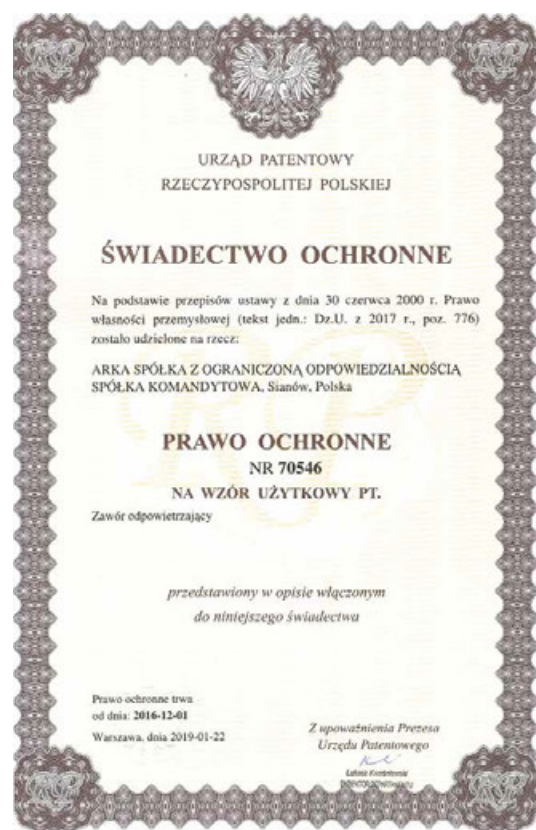 URZĄD PATENTOWY
RZECZYPOSPOLITEJ POLSKIEJ
ŚWIADECTWO OCHRONNE
Na podstawie przepisów ustawy z dnia 30 czerwca 2000 r. Prawo
własności przemysłowej (tekst jedn.: Dz.U. z 2017 r., poz. 776)
zostało udzielone na rzecz:
ARKA SPÓŁKA Z OGRANICZONĄ ODPOWIEDZIALNOŚCIĄ
SPÓŁKA KOMANDYTOWA, Sianów, Polska
PRAWO OCHRONNE
NR 70546
NA WZÓR UŻYTKOWY PT.
Zawór odpowietrzający
przedstawiony w opisie włączonym
do niniejszego świadectwa
Prawo ochronne trwa
od dnia: 2016-12-01
Warszawa, dnia 2019-01-22
Z upoważnienia Prezesa
Urzędu Patentowego